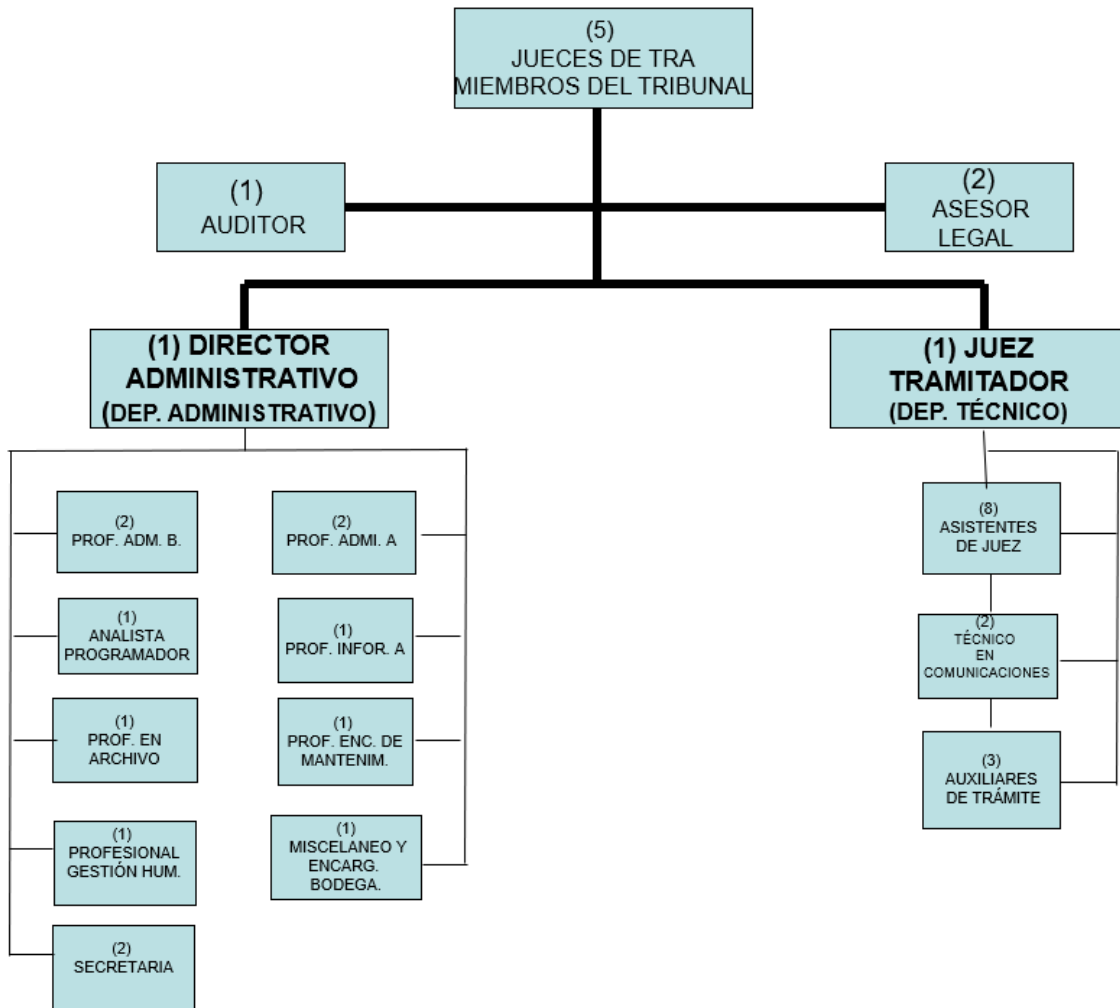 (5)
JUECES DE TRA
MIEMBROS DEL TRIBUNAL
(1)
AUDITOR
(2)
ASESOR
LEGAL
(1) DIRECTOR
ADMINISTRATIVO
(DEP. ADMINISTRATIVO)
(1) JUEZ
TRAMITADOR
(DEP. TÉCNICO)
(2)
PROF. ADM. B.
(2)
PROF. ADMI. A
(8)
ASISTENTES
DE JUEZ
(1)
ANALISTA
PROGRAMADOR
(1)
PROF. INFOR. A
(2)
TÉCNICO
EN
COMUNICACIONES
(1)
PROF. EN
ARCHIVO
(1)
PROF. ENC. DE
MANTENIM.
(3)
AUXILIARES
DE TRÁMITE
(1)
PROFESIONAL
GESTIÓN HUM.
(1)
MISCELANEO Y
ENCARG.
BODEGA.
(2)
SECRETARIA